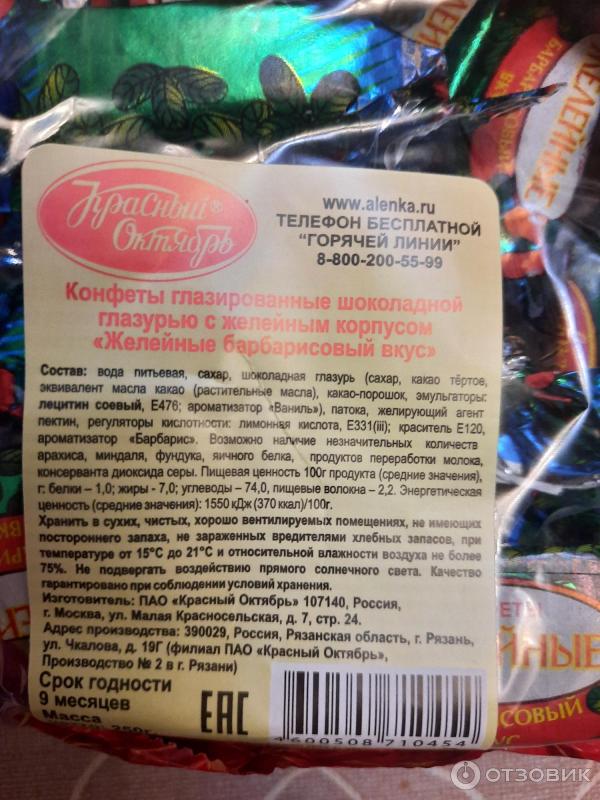 ЖЕЛЕЙНЫЕ
Красный®
Октябрь
www.alenka.ru
ТЕЛЕФОН БЕСПЛАТНОЙ
"ГОРЯЧЕЙ ЛИНИИ"
8-800-200-55-99
Конфеты глазированные шоколадной
глазурью с желейным корпусом
«Желейные барбарисовый вкус»
Состав: вода питьевая, сахар, шоколадная глазурь (сахар, какао тёртое,
эквивалент масла какао (растительные масла), какао-порошок, эмульгаторы:
лецитин соевый, Е476; ароматизатор «Ваниль»), патока, желирующий агент
пектин, регуляторы кислотности: лимонная кислота, Е331(iii); краситель Е120,
ароматизатор «Барбарис». Возможно наличие незначительных количеств
арахиса, миндаля, фундука, яичного белка, продуктов переработки молока,
консерванта диоксида серы. Пищевая ценность 100г продукта (средние значения),
г: белки – 1,0; жиры - 7,0; углеводы – 74,0, пищевые волокна – 2,2. Энергетическая
ценность (средние значения): 1550 кДж (370 ккал)/100г.
Хранить в сухих, чистых, хорошо вентилируемых помещениях, не имеющих
постороннего запаха, не зараженных вредителями хлебных запасов, при
температуре от 15°С до 21°С и относительной влажности воздуха не более
75%. Не подвергать воздействию прямого солнечного света. Качество
гарантировано при соблюдении условий хранения.
Изготовитель: ПАО «Красный Октябрь» 107140, Россия,
г. Москва, ул. Малая Красносельская, д. 7, стр. 24.
Адрес производства: 390029, Россия, Рязанская область, г. Рязань,
ул. Чкалова, д. 19Г (филиал ПАО «Красный Октябрь»,
Производство № 2 в г. Рязани)
Срок годности
9 месяцев
Масса
250г
ЕАС
4600508710454
ОТЗОВИК